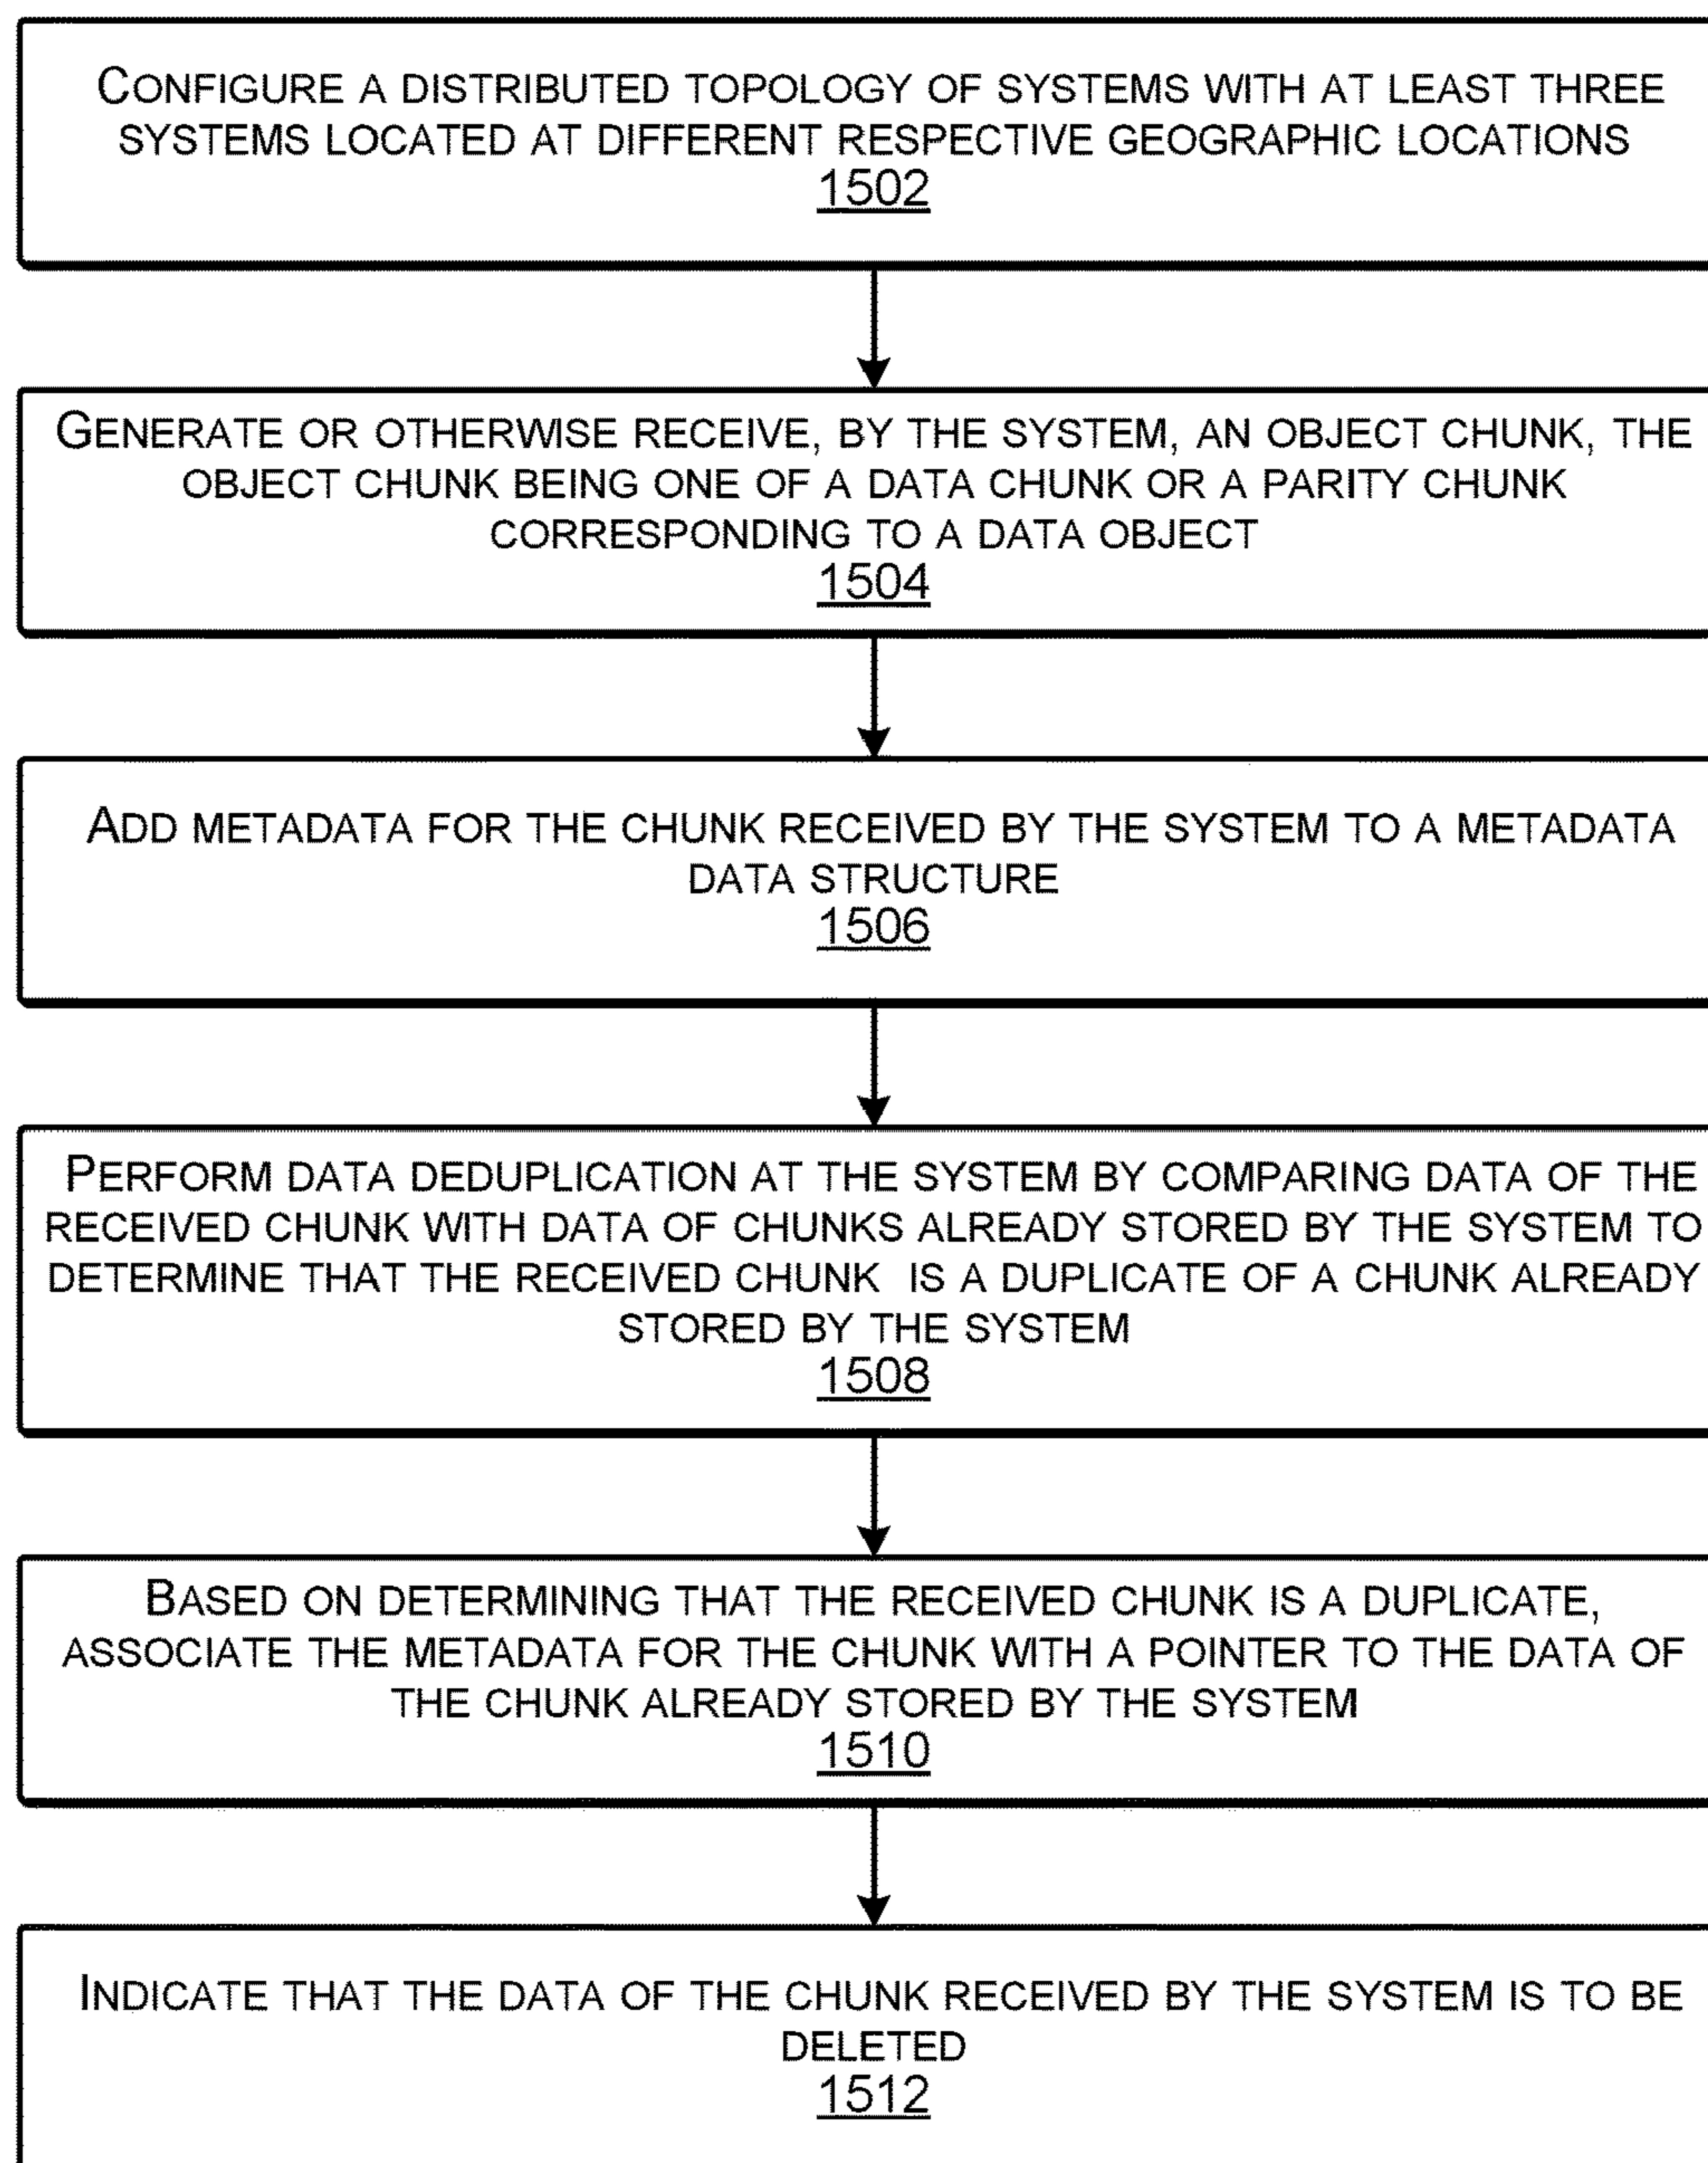 CONFIGURE A DISTRIBUTED TOPOLOGY OF SYSTEMS WITH AT LEAST THREE
SYSTEMS LOCATED AT DIFFERENT RESPECTIVE GEOGRAPHIC LOCATIONS
1502
GENERATE OR OTHERWISE RECEIVE, BY THE SYSTEM, AN OBJECT CHUNK, THE
OBJECT CHUNK BEING ONE OF A DATA CHUNK OR A PARITY CHUNK
CORRESPONDING TO A DATA OBJECT
1504
ADD METADATA FOR THE CHUNK RECEIVED BY THE SYSTEM TO A METADATA
DATA STRUCTURE
1506
PERFORM DATA DEDUPLICATION AT THE SYSTEM BY COMPARING DATA OF THE
RECEIVED CHUNK WITH DATA OF CHUNKS ALREADY STORED BY THE SYSTEM TO
DETERMINE THAT THE RECEIVED CHUNK IS A DUPLICATE OF A CHUNK ALREADY
STORED BY THE SYSTEM
1508
BASED ON DETERMINING THAT THE RECEIVED CHUNK IS A DUPLICATE,
ASSOCIATE THE METADATA FOR THE CHUNK WITH A POINTER TO THE DATA OF
THE CHUNK ALREADY STORED BY THE SYSTEM
1510
INDICATE THAT THE DATA OF THE CHUNK RECEIVED BY THE SYSTEM IS TO BE
DELETED
1512